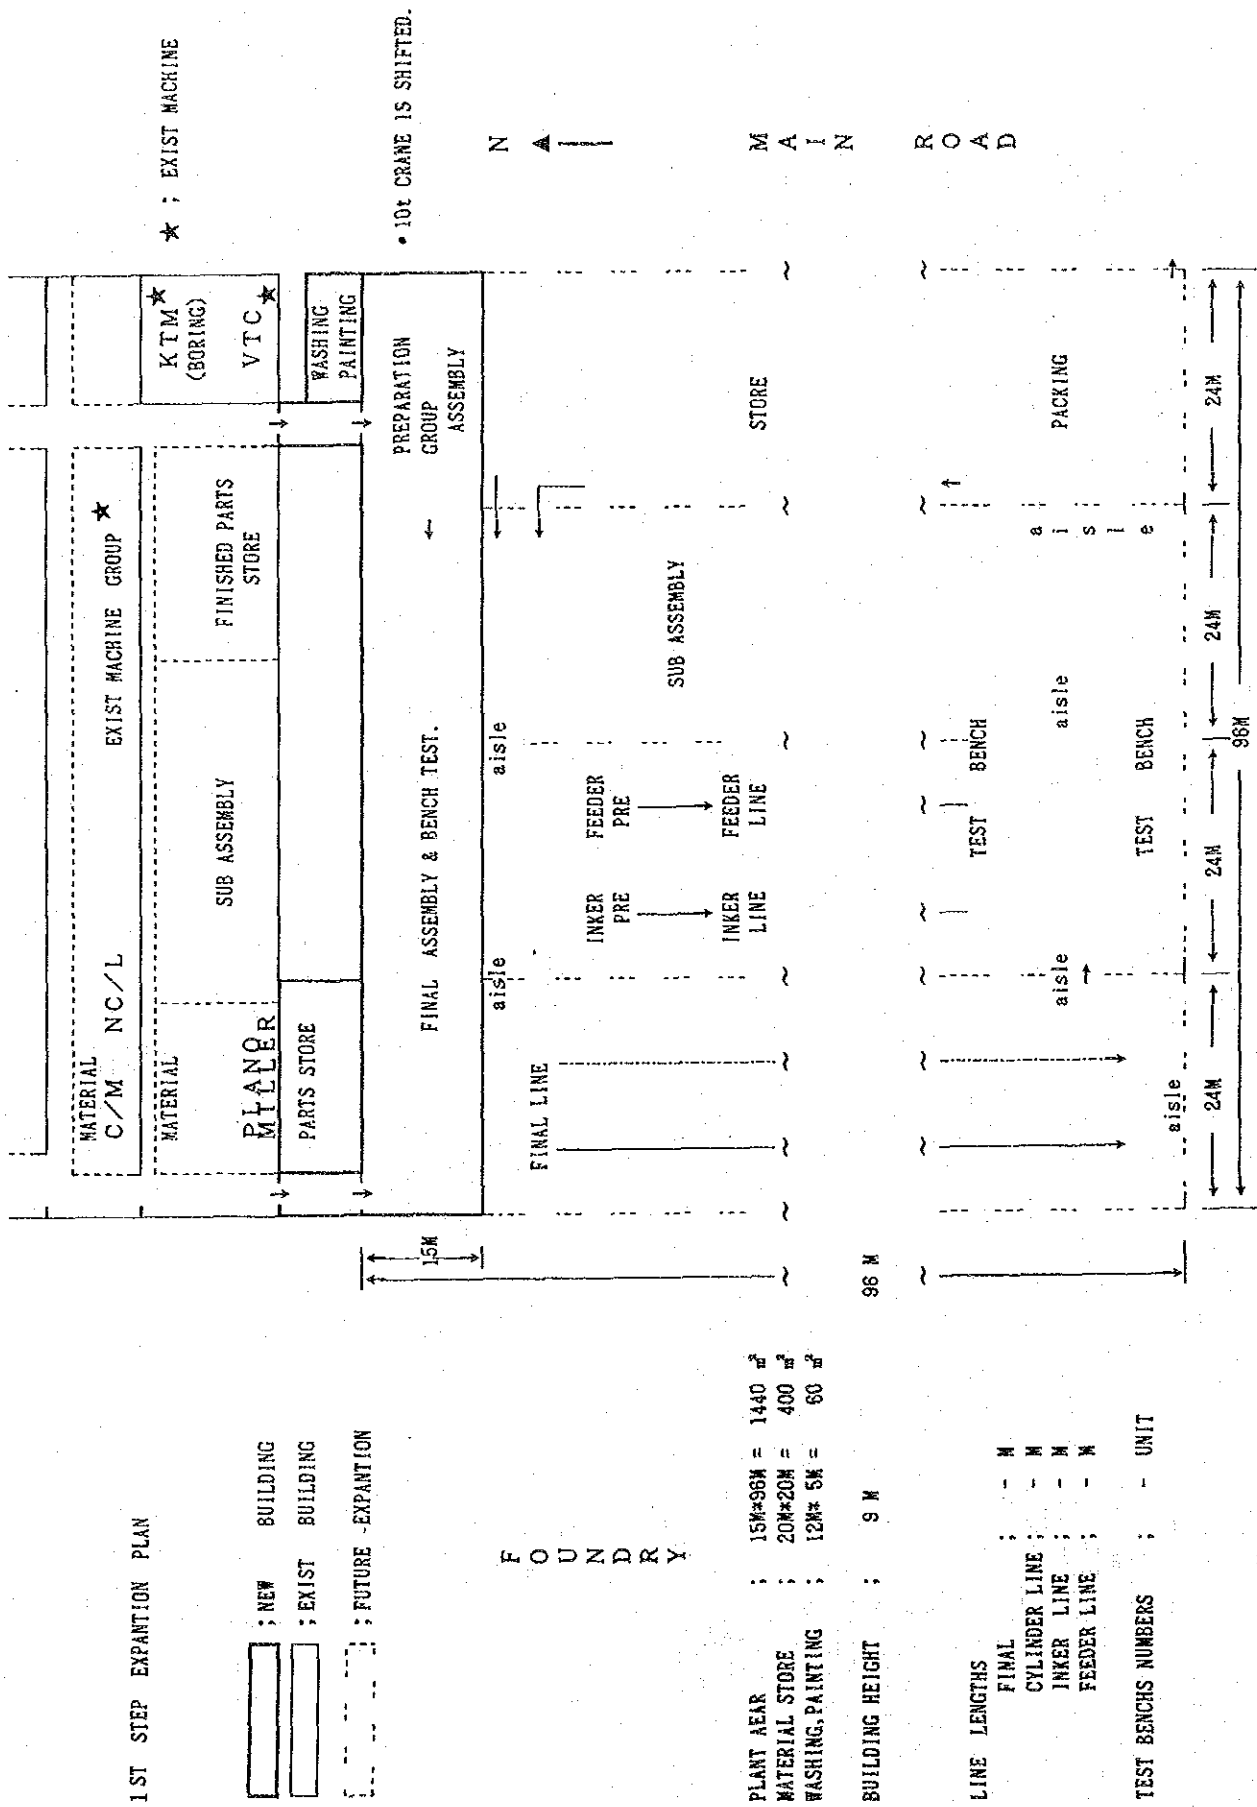 1ST STEP EXPANTION PLAN
; NEW BUILDING
; EXIST BUILDING
; FUTURE -EXPANTION
FOUNDRY
PLANT AEAR ; 15M*96M = 1440 m²
MATERIAL STORE ; 20M*20M = 400 m²
WASHING,PAINTING ; 12M* 5M = 60 m²
BUILDING HEIGHT ; 9 M
LINE LENGTHS
FINAL ; - M
CYLINDER LINE ; - M
INKER LINE ; - M
FEEDER LINE ; - M
TEST BENCHS NUMBERS ; - UNIT
★ ; EXIST MACHINE
• 10t CRANE IS SHIFTED.
N
MAIN ROAD
MATERIAL
C/M NC/L
EXIST MACHINE GROUP ★
MATERIAL
PLANO
MILLER
SUB ASSEMBLY
FINISHED PARTS
STORE
KTM ★
(BORING)
VTC ★
PARTS STORE
WASHING
PAINTING
FINAL ASSEMBLY & BENCH TEST.
←
PREPARATION
GROUP
ASSEMBLY
15M
96 M
aisle
aisle
FINAL LINE
INKER
PRE
INKER
LINE
FEEDER
PRE
FEEDER
LINE
SUB ASSEMBLY
STORE
TEST BENCH
aisle
aisle
aisle
PACKING
TEST BENCH
aisle
24M
24M
24M
24M
96M